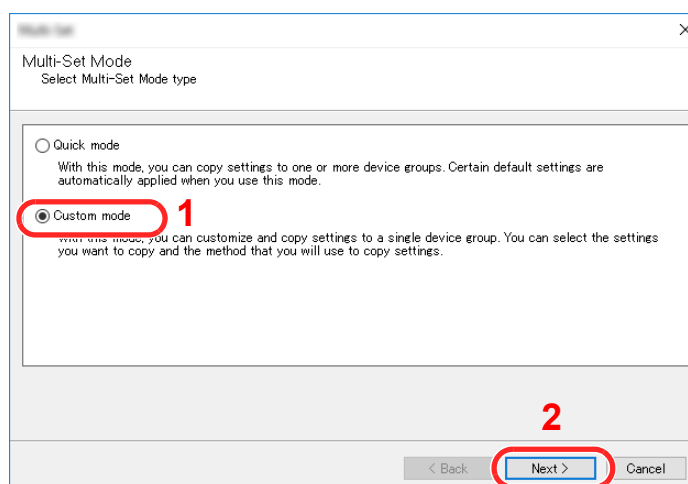 Multi-Set Mode
Select Multi-Set Mode type
Quick mode
With this mode, you can copy settings to one or more device groups. Certain default settings are
automatically applied when you use this mode.
Custom mode
1
With this mode, you can customize and copy settings to a single device group. You can select the settings
you want to copy and the method that you will use to copy settings.
2
< Back
Next >
Cancel